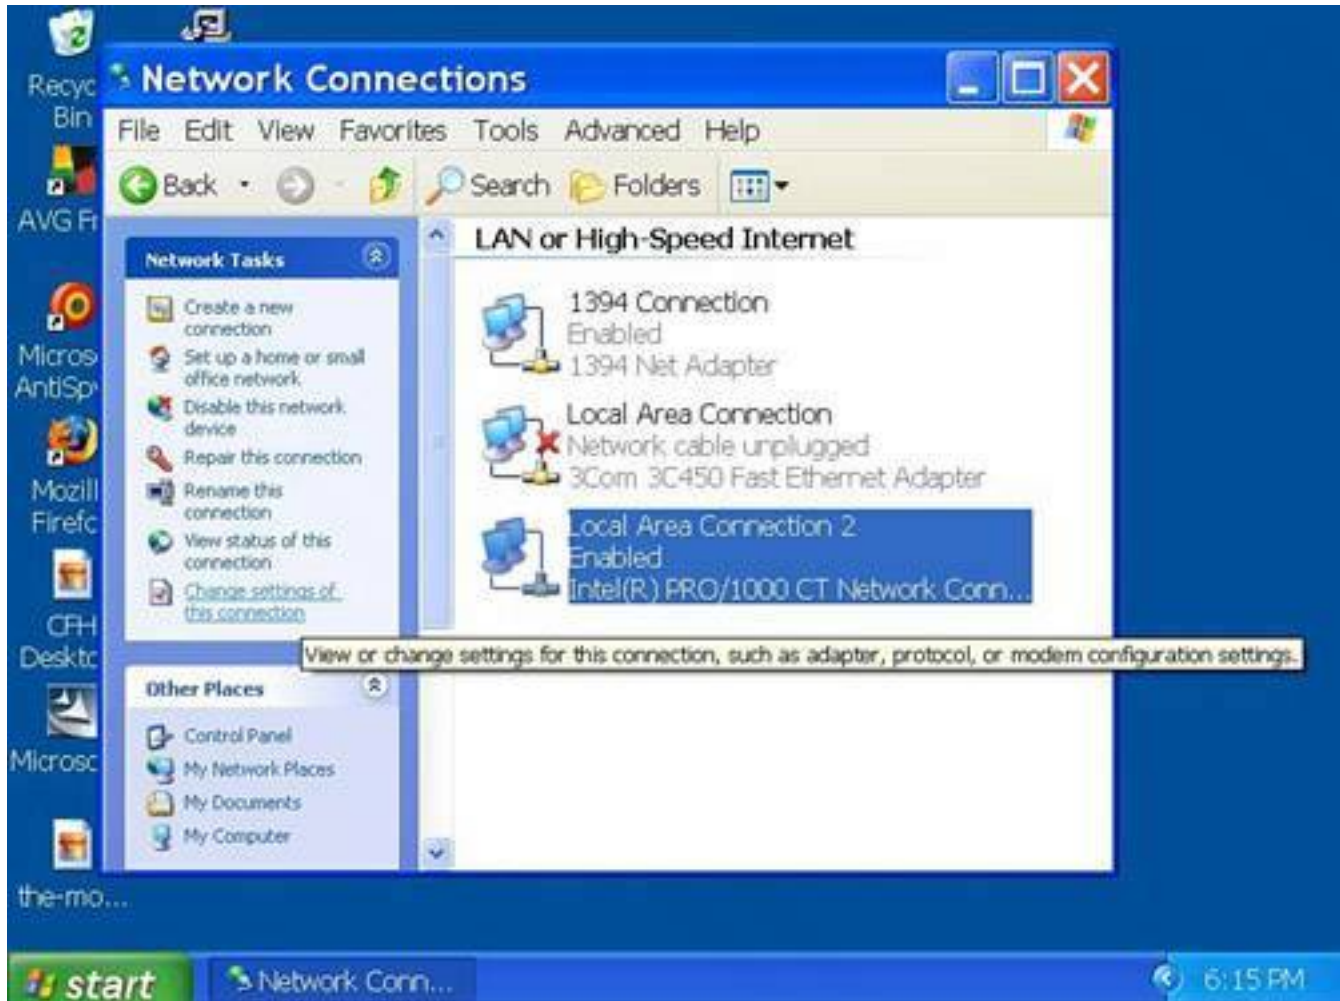 Recyc
Bin
AVG Fr
Micros
AntiSp
Mozill
Firefo
CFH
Deskto
Microsc
the-mo...
Network Connections
File Edit View Favorites Tools Advanced Help
Back Search Folders
Network Tasks
Create a new
connection
Set up a home or small
office network
Disable this network
device
Repair this connection
Rename this
connection
View status of this
connection
Change settings of
this connection
Other Places
Control Panel
My Network Places
My Documents
My Computer
LAN or High-Speed Internet
1394 Connection
Enabled
1394 Net Adapter
Local Area Connection
Network cable unplugged
3Com 3C450 Fast Ethernet Adapter
Local Area Connection 2
Enabled
Intel(R) PRO/1000 CT Network Conn...
View or change settings for this connection, such as adapter, protocol, or modem configuration settings.
start
Network Conn...
6:15 PM